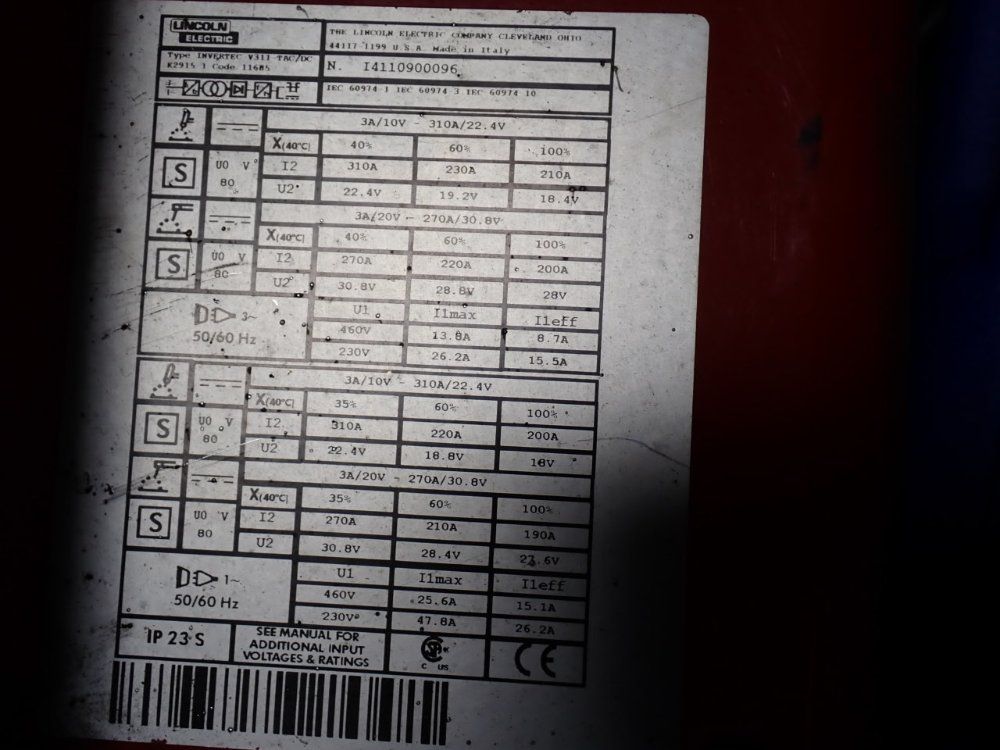 LINCOLN
ELECTRIC
THE LINCOLN ELECTRIC COMPANY CLEVELAND OHIO
44117-1199 U S A Made in Italy
Type INVERTEC V311 TAC/DC
K2915 1 Code 11685
N. I4110900096
IEC 60974 1 IEC 60974 3 IEC 60974 10
3A/10V - 310A/22.4V
X(40°C) 40% 60% 100%
S U0 V 80
I2 310A 230A 210A
U2 22.4V 19.2V 18.4V
3A/20V - 270A/30.8V
X(40°C) 40% 60% 100%
S U0 V 80
I2 270A 220A 200A
U2 30.8V 28.8V 28V
3~ 50/60 Hz
U1 I1max I1eff
460V 13.8A 8.7A
230V 26.2A 15.5A
3A/10V - 310A/22.4V
X(40°C) 35% 60% 100%
S U0 V 80
I2 310A 220A 200A
U2 22.4V 18.8V 18V
3A/20V - 270A/30.8V
X(40°C) 35% 60% 100%
S U0 V 80
I2 270A 210A 190A
U2 30.8V 28.4V 27.6V
1~ 50/60 Hz
U1 I1max I1eff
460V 25.6A 15.1A
230V 47.8A 26.2A
IP 23 S
SEE MANUAL FOR
ADDITIONAL INPUT
VOLTAGES & RATINGS
C US
CE